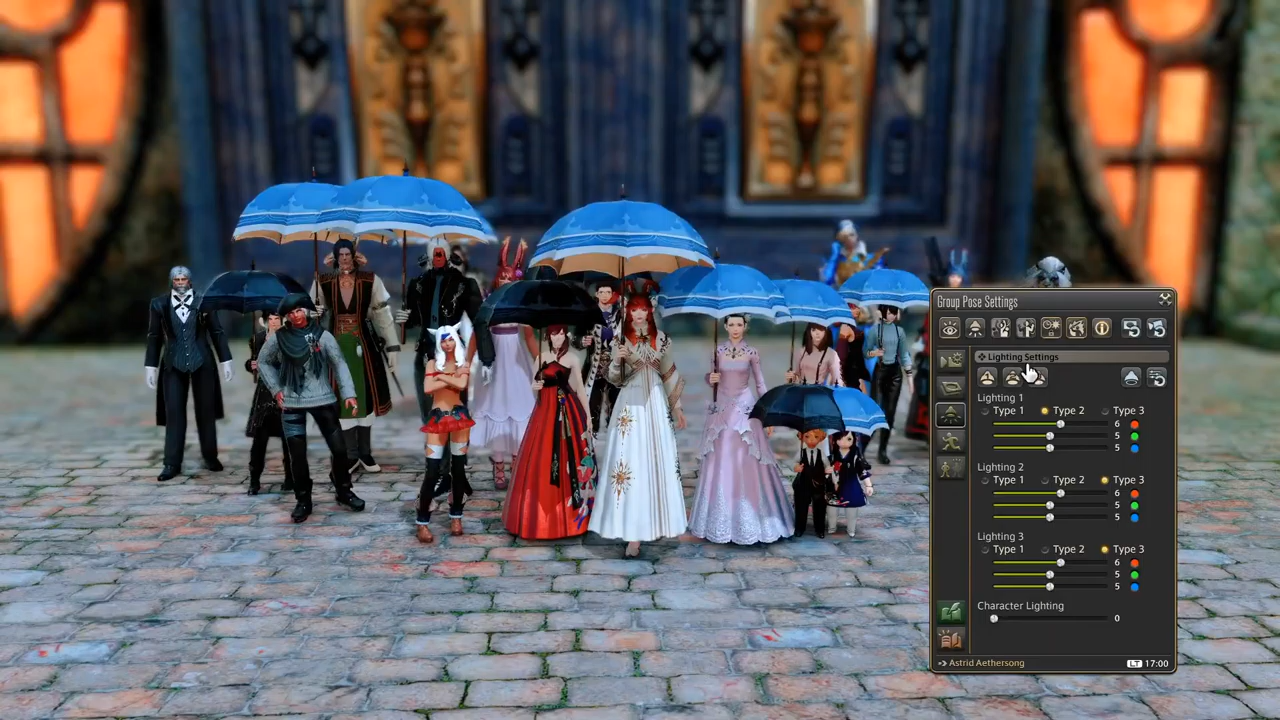 Group Pose Settings
Lighting Settings
Lighting 1
Type 1 Type 2 Type 3
6
5
5
Lighting 2
Type 1 Type 2 Type 3
6
5
5
Lighting 3
Type 1 Type 2 Type 3
6
5
5
Character Lighting
0
Astrid Aethersong LT 17:00